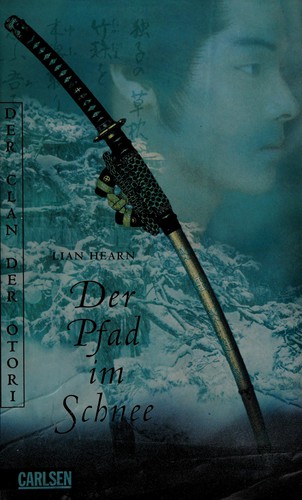 DER CLAN DER OTORI
LIAN HEARN
Der
Pfad
im
Schnee
CARLSEN